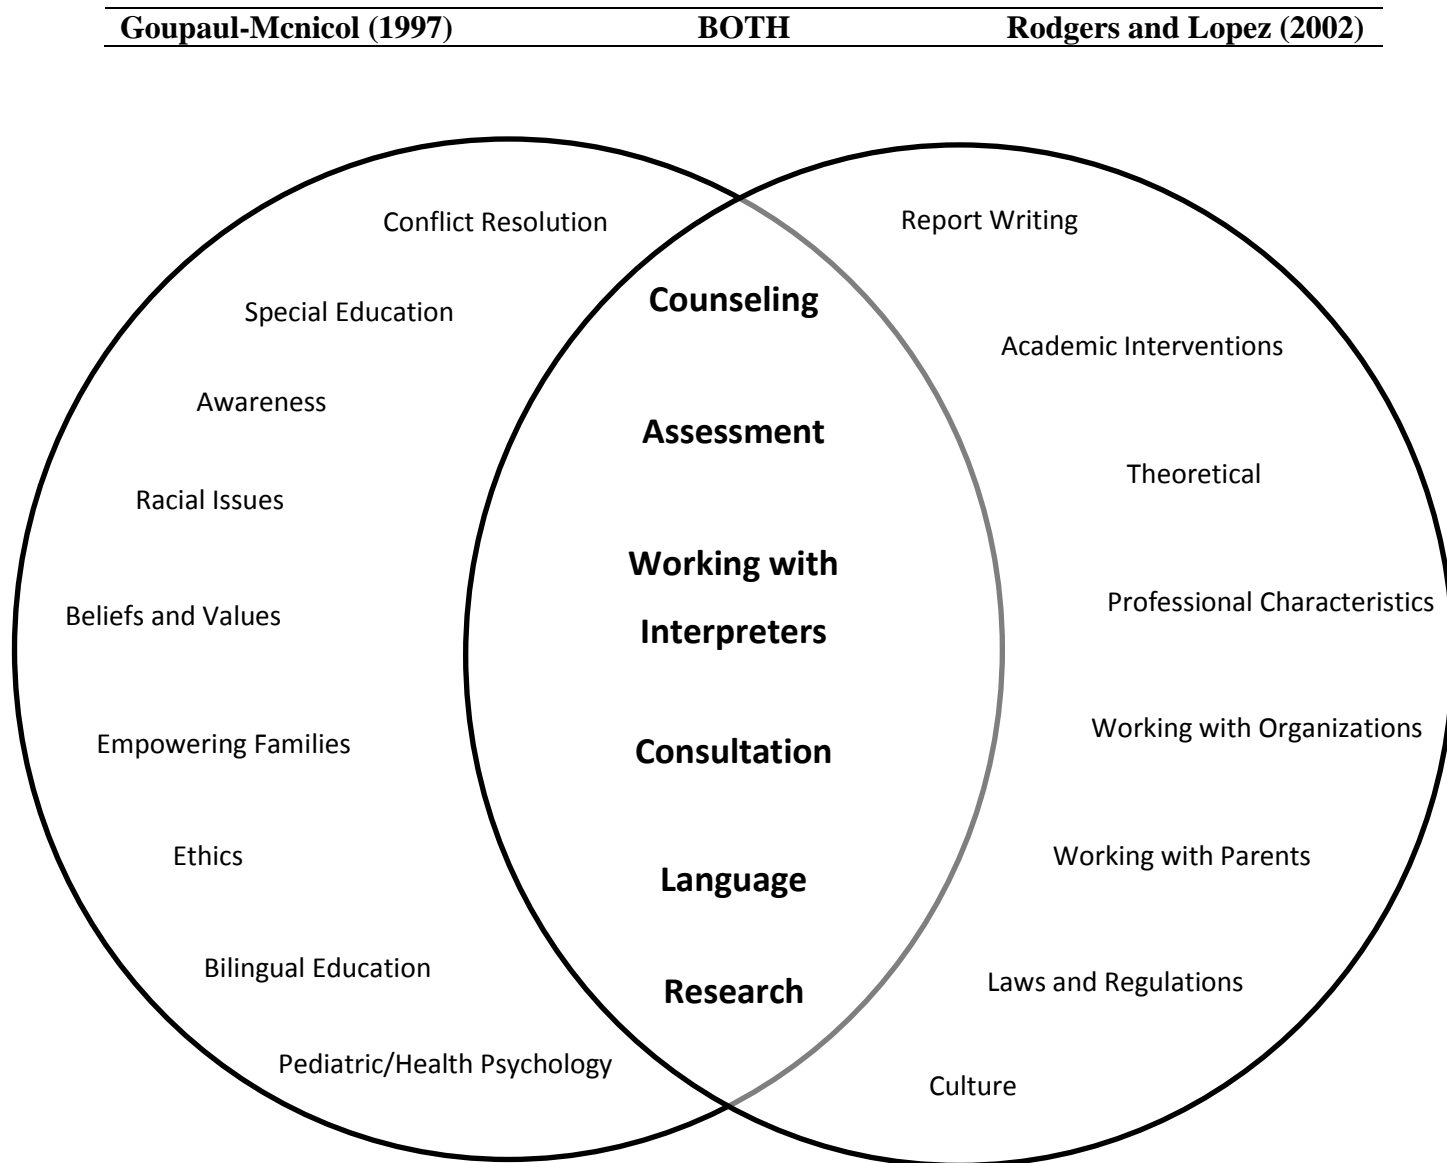 Goupaul-Mcnicol (1997) BOTH Rodgers and Lopez (2002)
Conflict Resolution
Special Education
Awareness
Racial Issues
Beliefs and Values
Empowering Families
Ethics
Bilingual Education
Pediatric/Health Psychology
Counseling
Assessment
Working with
Interpreters
Consultation
Language
Research
Report Writing
Academic Interventions
Theoretical
Professional Characteristics
Working with Organizations
Working with Parents
Laws and Regulations
Culture